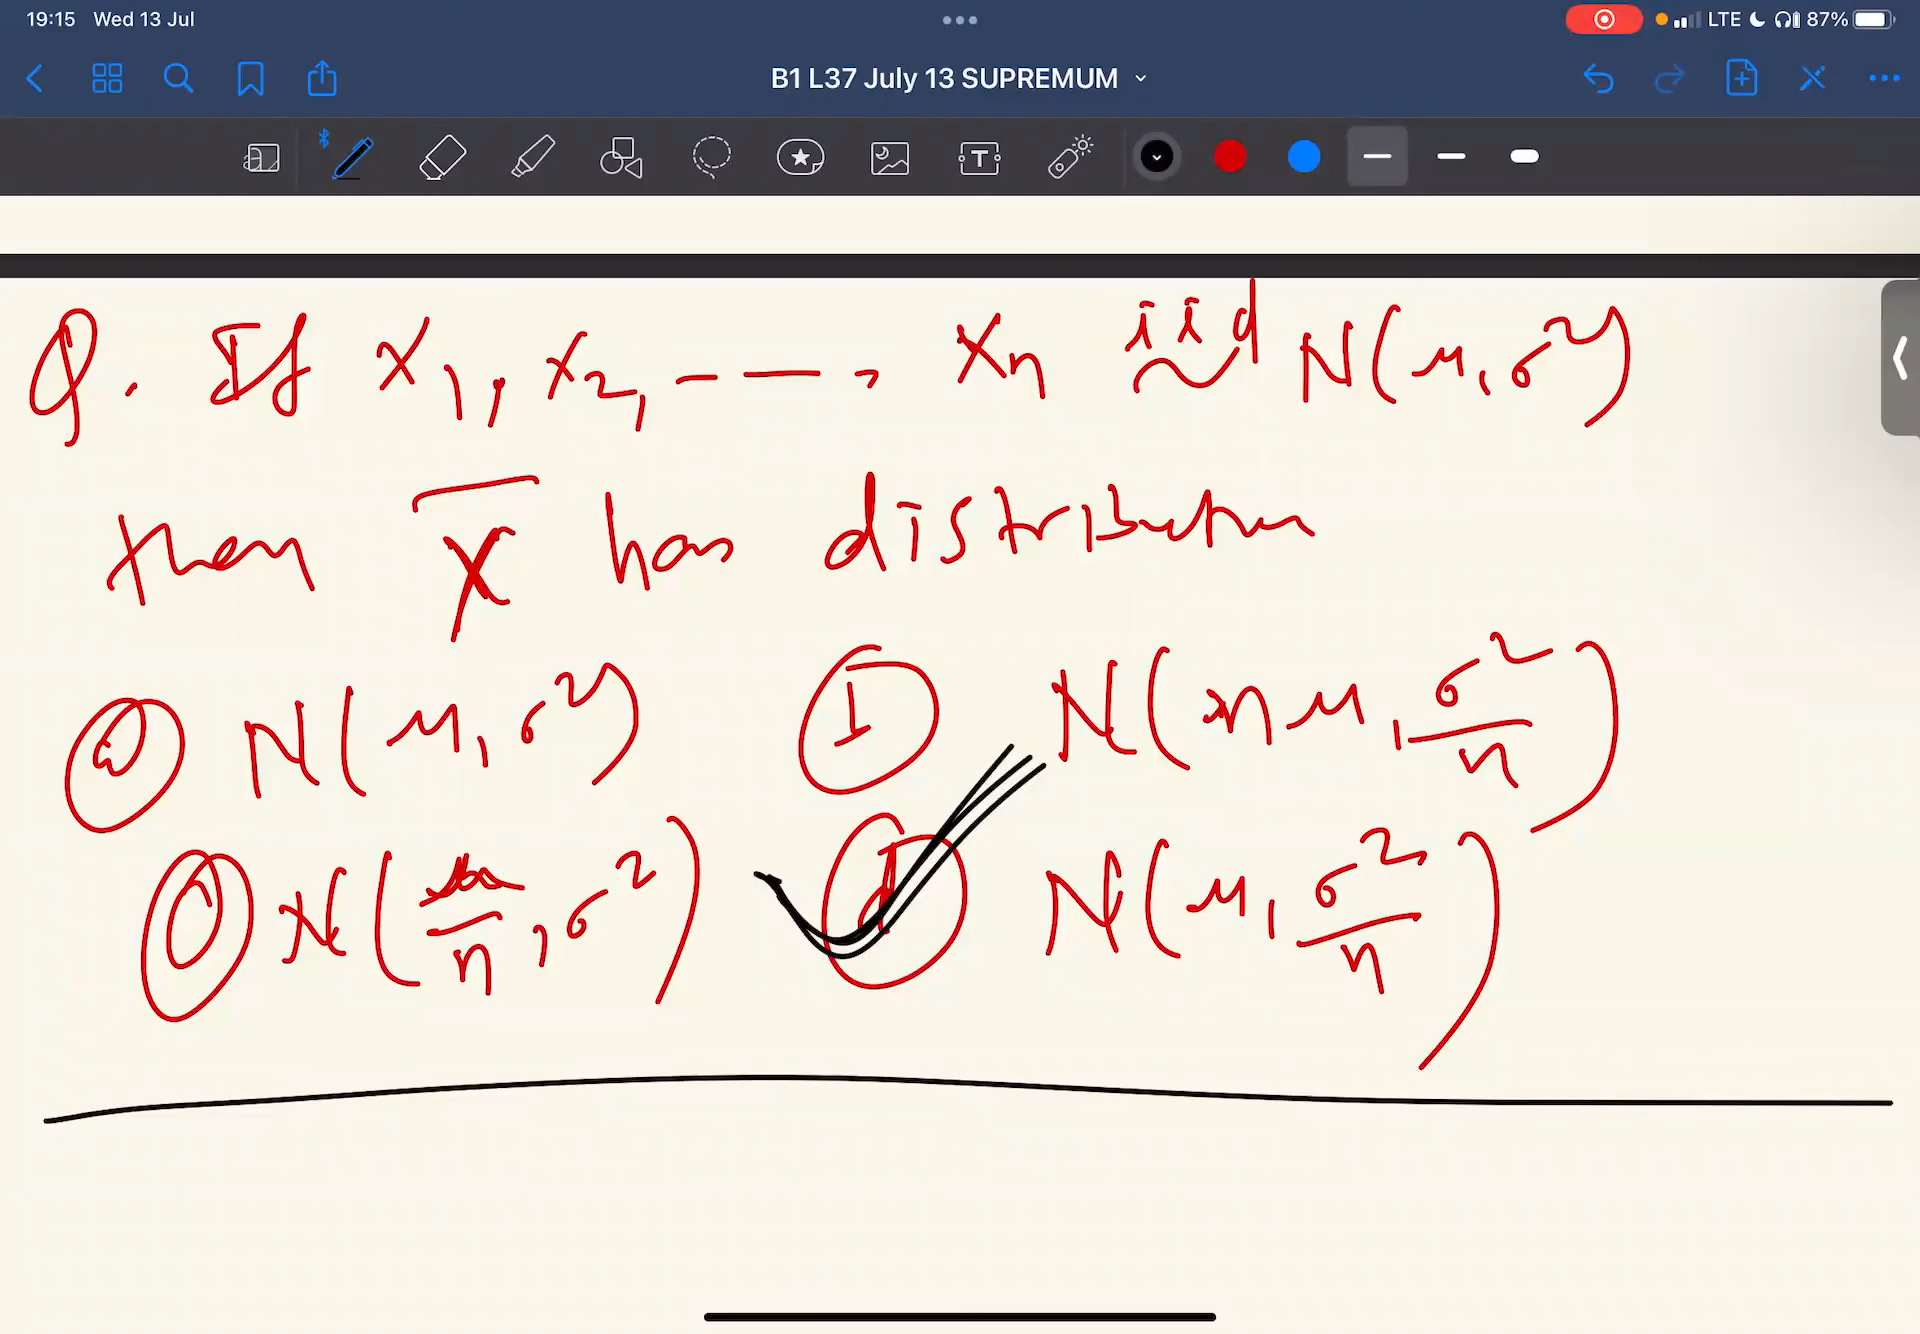 19:15 Wed 13 Jul LTE 87%
B1 L37 July 13 SUPREMUM
Q. If X₁, X₂, -—, Xₙ iid ~ N(μ, σ²)
then X̄ has distribution
ⓐ N(μ, σ²) Ⓘ N(nμ, σ²/n)
N( /n, σ²) ⓓ N(μ, σ²/n)